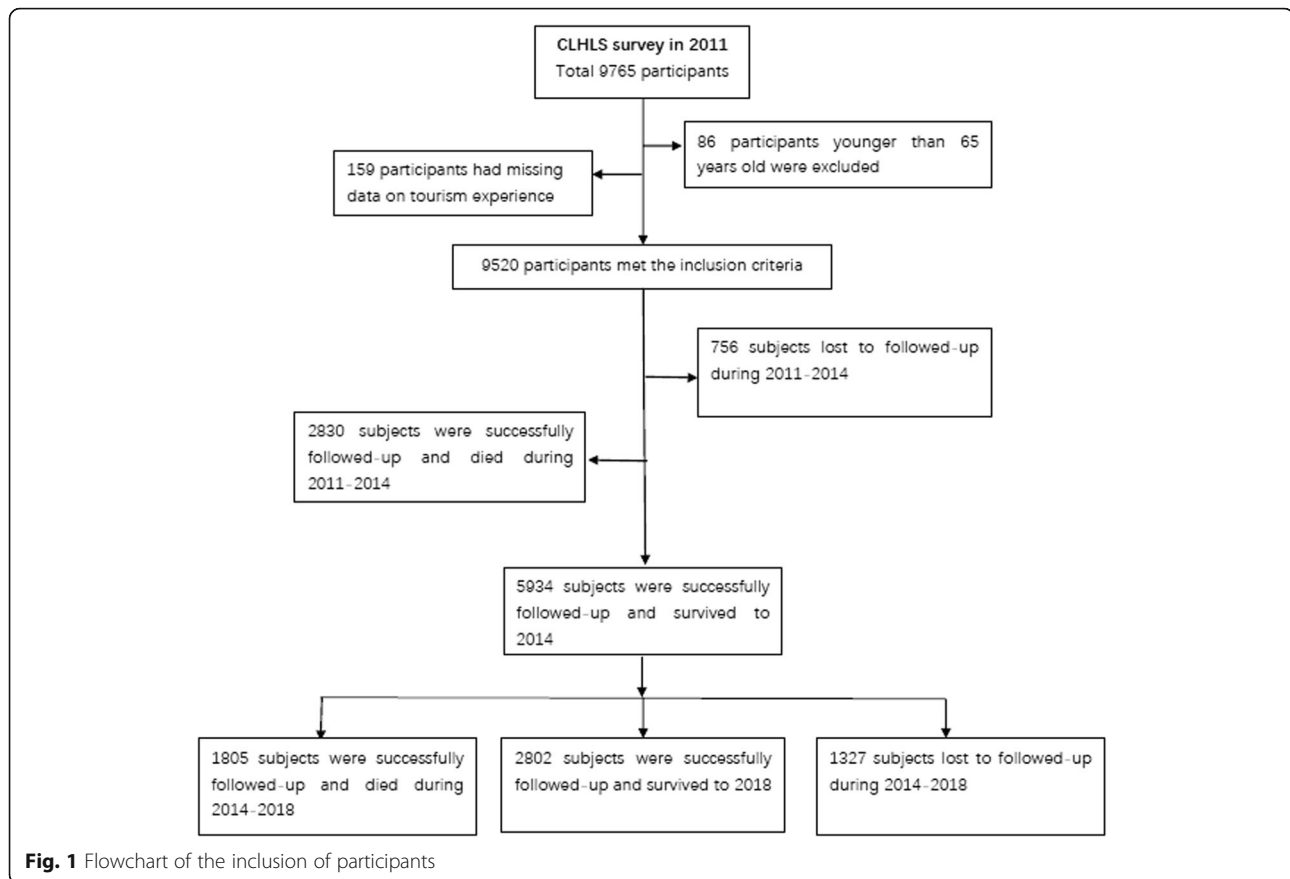 CLHLS survey in 2011
Total 9765 participants
86 participants younger than 65
years old were excluded
159 participants had missing
data on tourism experience
9520 participants met the inclusion criteria
756 subjects lost to followed-up
during 2011-2014
2830 subjects were successfully
followed-up and died during
2011-2014
5934 subjects were successfully
followed-up and survived to
2014
1805 subjects were successfully
followed-up and died during
2014-2018
2802 subjects were successfully
followed-up and survived to 2018
1327 subjects lost to followed-up
during 2014-2018
Fig. 1 Flowchart of the inclusion of participants